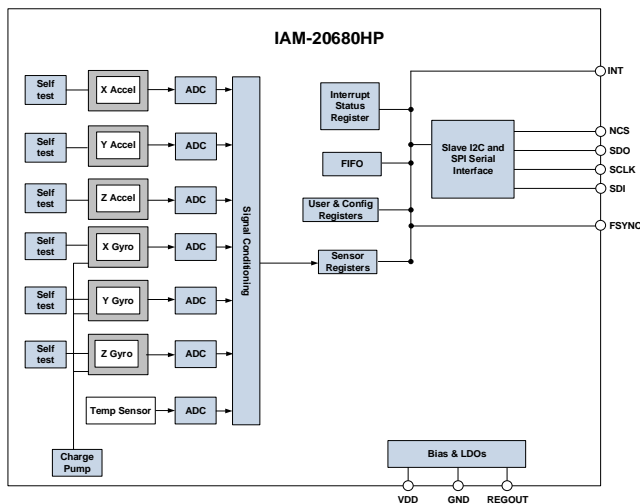 IAM-20680HP
Self
test
X Accel
ADC
Self
test
Y Accel
ADC
Self
test
Z Accel
ADC
Self
test
X Gyro
ADC
Self
test
Y Gyro
ADC
Self
test
Z Gyro
ADC
Temp Sensor
ADC
Charge
Pump
Signal Conditioning
Interrupt
Status
Register
FIFO
User & Config
Registers
Sensor
Registers
Slave I2C and
SPI Serial
Interface
INT
NCS
SDO
SCLK
SDI
FSYNC
Bias & LDOs
VDD
GND
REGOUT